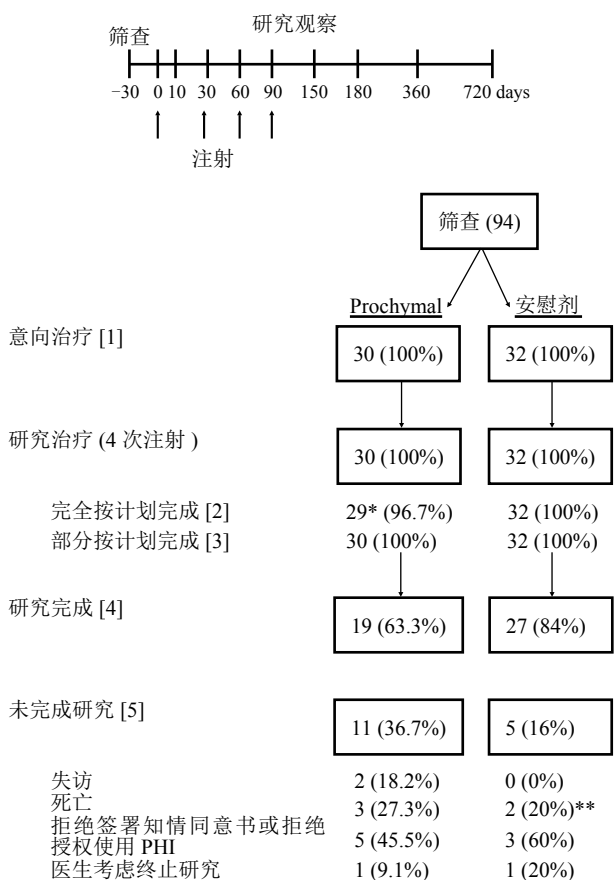 研究观察
筛查
−30 0 10 30 60 90 150 180 360 720 days
注射
筛查 (94)
Prochymal 安慰剂
意向治疗 [1] 30 (100%) 32 (100%)
研究治疗 (4 次注射 ) 30 (100%) 32 (100%)
完全按计划完成 [2] 29* (96.7%) 32 (100%)
部分按计划完成 [3] 30 (100%) 32 (100%)
研究完成 [4] 19 (63.3%) 27 (84%)
未完成研究 [5] 11 (36.7%) 5 (16%)
失访 2 (18.2%) 0 (0%)
死亡 3 (27.3%) 2 (20%)**
拒绝签署知情同意书或拒绝
授权使用 PHI 5 (45.5%) 3 (60%)
医生考虑终止研究 1 (9.1%) 1 (20%)